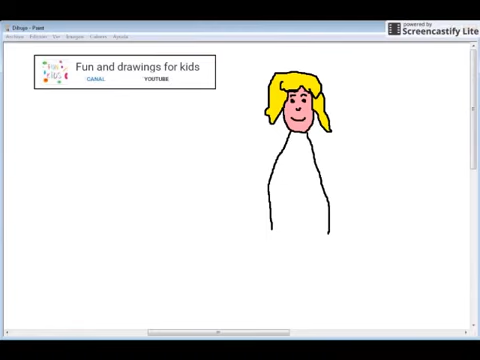 Dibujo - Paint
powered by
Screencastify Lite
Archivo Edición Ver Imagen Colores Ayuda
Fun and drawings for kids
CANAL YOUTUBE